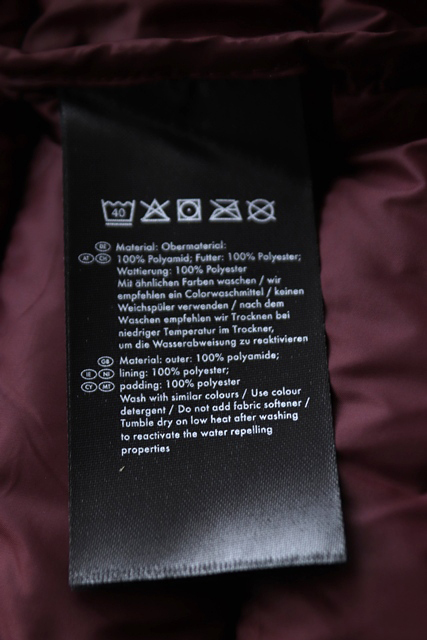 40
BE Material: Obermaterial:
AT CH 100% Polyamid; Futter: 100% Polyester;
Wattierung: 100% Polyester
Mit ähnlichen Farben waschen / wir
empfehlen ein Colorwaschmittel / keinen
Weichspüler verwenden / nach dem
Waschen empfehlen wir Trocknen bei
niedriger Temperatur im Trockner,
um die Wasserabweisung zu reaktivieren
GB Material: outer: 100% polyamide;
IE NI lining: 100% polyester;
CY MT padding: 100% polyester
Wash with similar colours / Use colour
detergent / Do not add fabric softener /
Tumble dry on low heat after washing
to reactivate the water repelling
properties